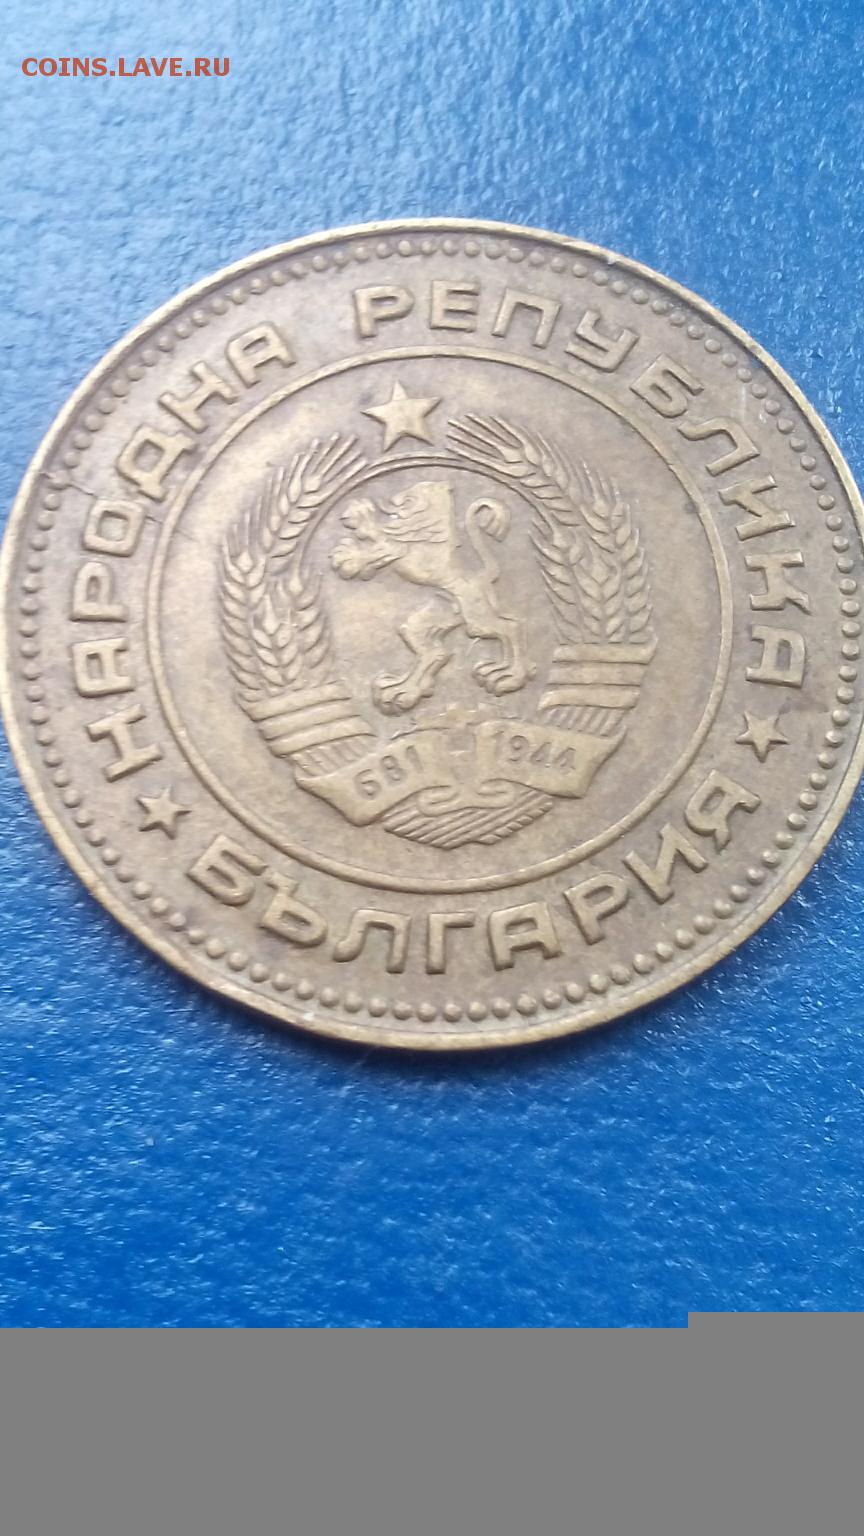 COINS.LAVE.RU
НАРОДНА РЕПУБЛИКА
БЪЛГАРИЯ
681 - 1944